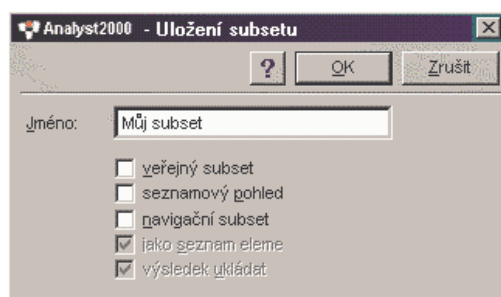 Analyst2000 - Uložení subsetu
? OK Zrušit
Jméno: Můj subset
veřejný subset
seznamový pohled
navigační subset
jako seznam eleme
výsledek ukládat